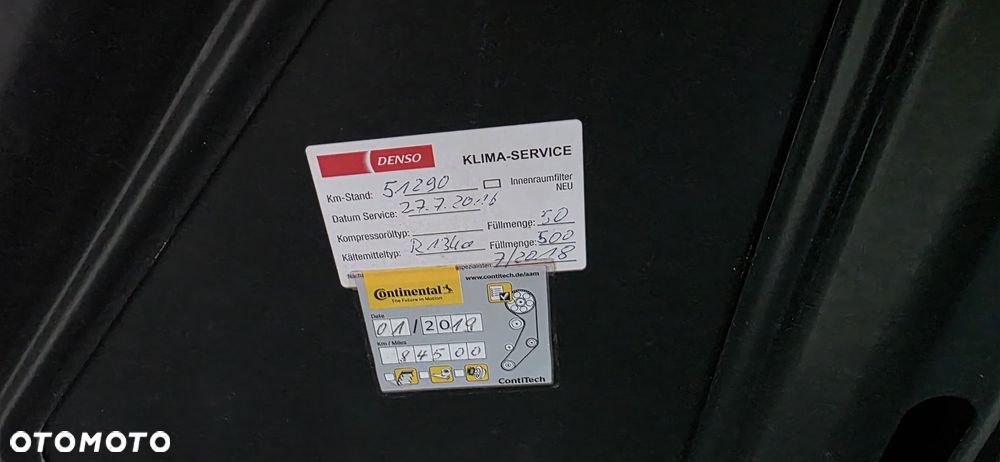 DENSO KLIMA-SERVICE
Km-Stand: 51290 Innenraumfilter
NEU
Datum Service: 27.7.2016
Kompressoröltyp: Füllmenge: 50
Kältemitteltyp: R134a Füllmenge: 500
7/2018
Continental
The Future in Motion
www.contitech.de/aam
Date
01/2019
Km / Miles
84500
ContiTech
OTOMOTO